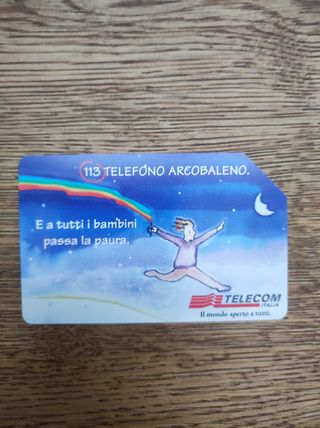 113 TELEFONO ARCOBALENO.
E a tutti i bambini
passa la paura.
TELECOM
ITALIA
Il mondo aperto a tutti.